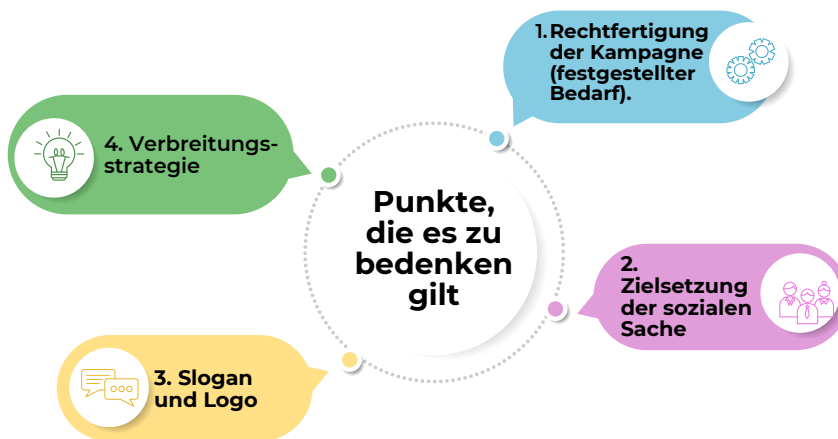 1. Rechtfertigung
der Kampagne
(festgestellter
Bedarf).
4. Verbreitungs-
strategie
Punkte,
die es zu
bedenken
gilt
2.
Zielsetzung
der sozialen
Sache
3. Slogan
und Logo